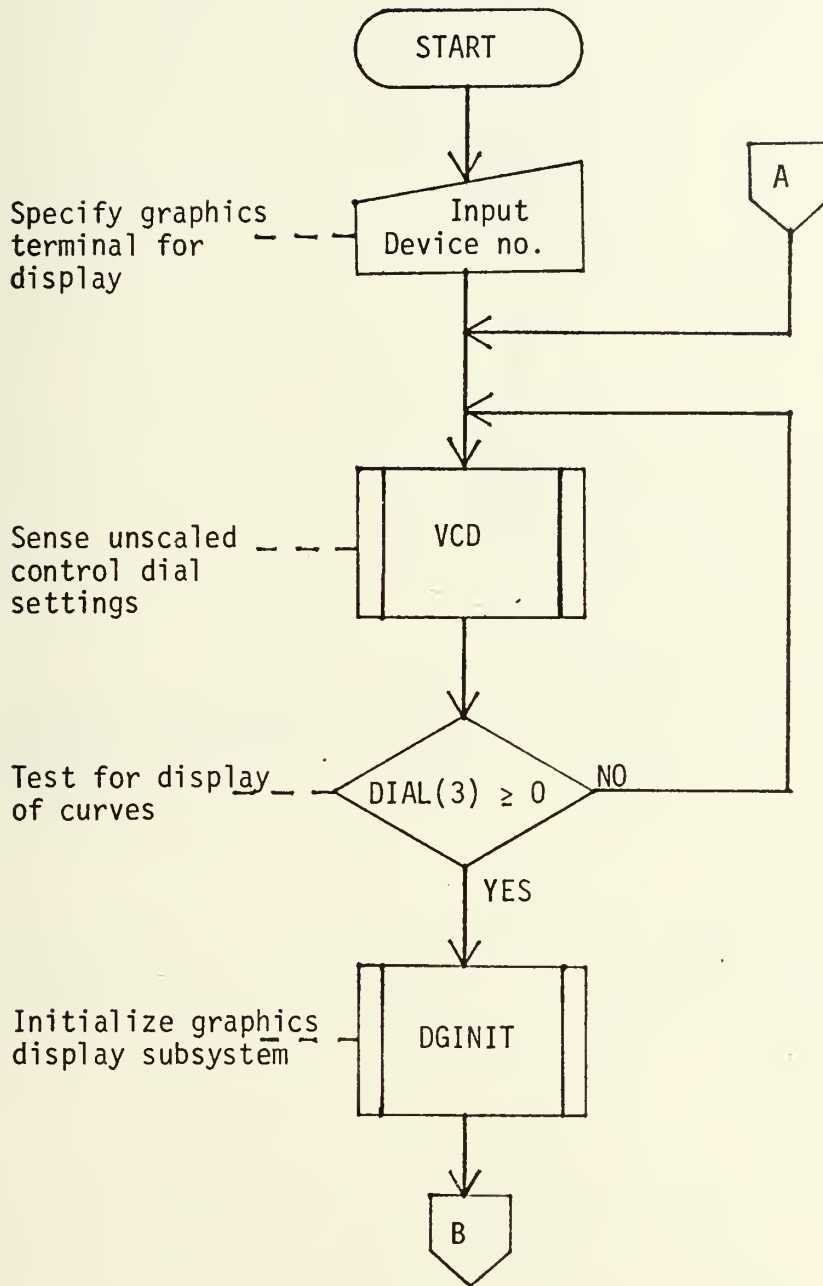 START
A
Specify graphics
terminal for
display
Input
Device no.
Sense unscaled
control dial
settings
VCD
Test for display
of curves
DIAL(3) ≥ 0
NO
YES
Initialize graphics
display subsystem
DGINIT
B